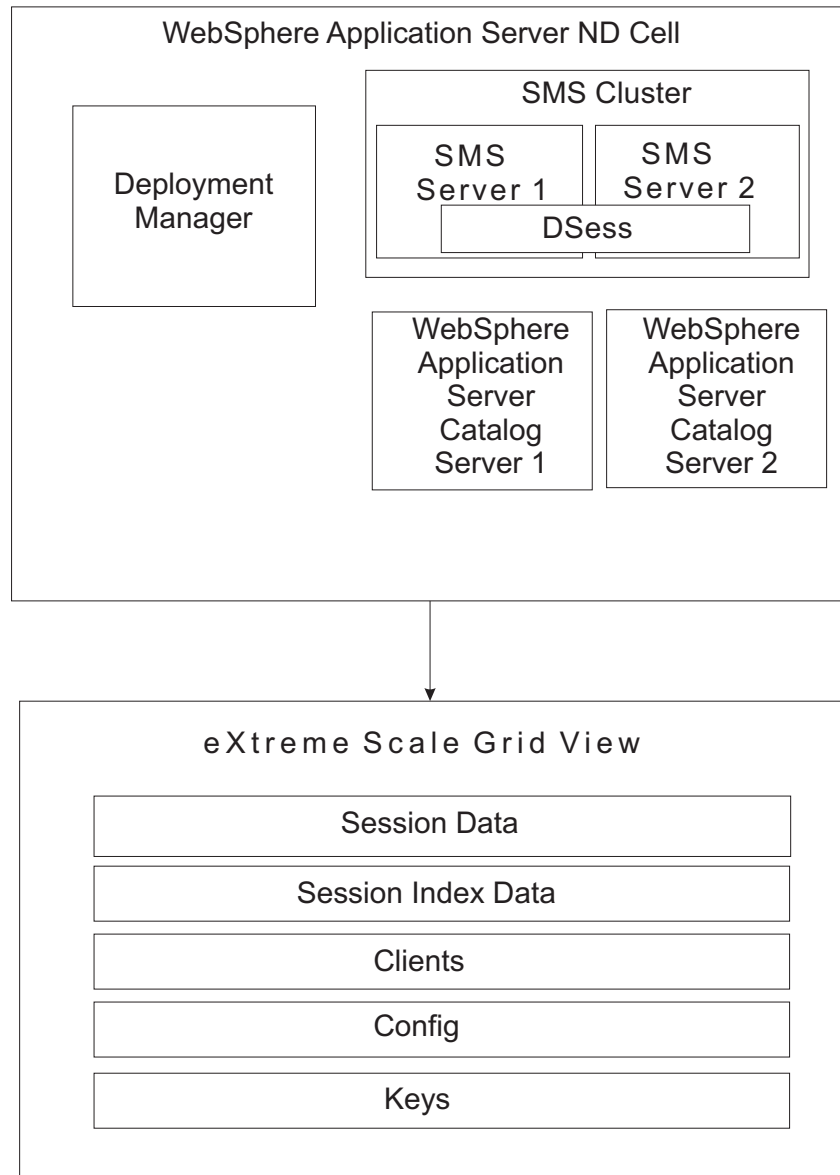 WebSphere Application Server ND Cell
SMS Cluster
Deployment
Manager
SMS
Server 1
SMS
Server 2
DSess
WebSphere
Application
Server
Catalog
Server 1
WebSphere
Application
Server
Catalog
Server 2
eXtreme Scale Grid View
Session Data
Session Index Data
Clients
Config
Keys